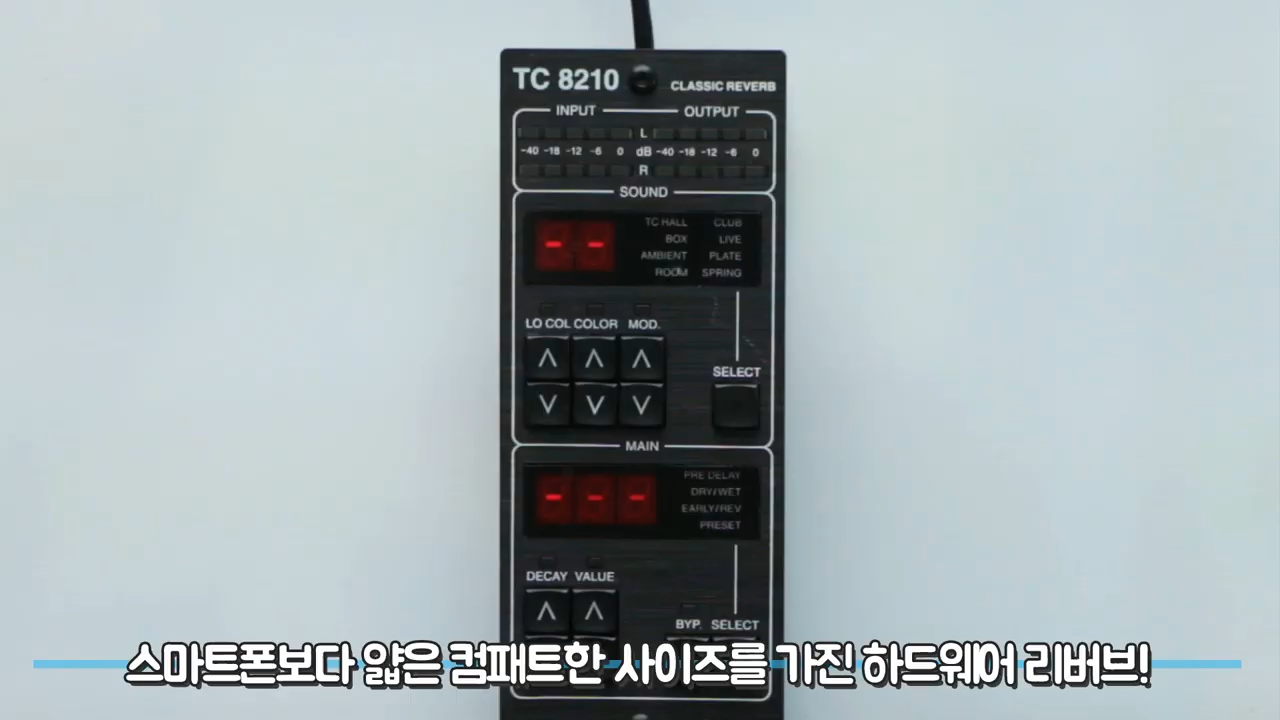 TC 8210 CLASSIC REVERB
INPUT OUTPUT
L
-40 -18 -12 -6 0 dB -40 -18 -12 -6 0
R
SOUND
-- TC HALL CLUB
BOX LIVE
AMBIENT PLATE
ROOM SPRING
LO COL COLOR MOD.
SELECT
MAIN
--- PRE DELAY
DRY/WET
EARLY/REV
PRESET
DECAY VALUE
BYP. SELECT
스마트폰보다 얇은 컴패트한 사이즈를 가진 하드웨어 리버브!